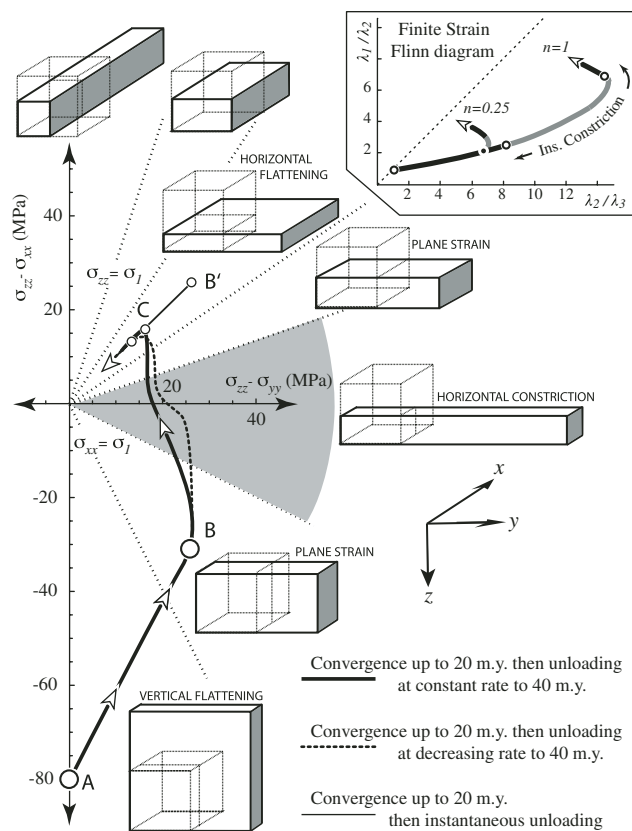 Finite Strain
Flinn diagram
λ1/λ2
6
4
2
2
4
6
8
10
12
λ2/λ3
n=1
n=0.25
Ins. Constriction
HORIZONTAL
FLATTENING
PLANE STRAIN
σzz - σxx (MPa)
40
20
-20
-40
-60
-80
σzz = σ1
B'
C
20
σzz - σyy (MPa)
40
HORIZONTAL CONSTRICTION
σxx = σ1
x
y
z
B
PLANE STRAIN
Convergence up to 20 m.y. then unloading
at constant rate to 40 m.y.
VERTICAL FLATTENING
Convergence up to 20 m.y. then unloading
at decreasing rate to 40 m.y.
A
Convergence up to 20 m.y.
then instantaneous unloading